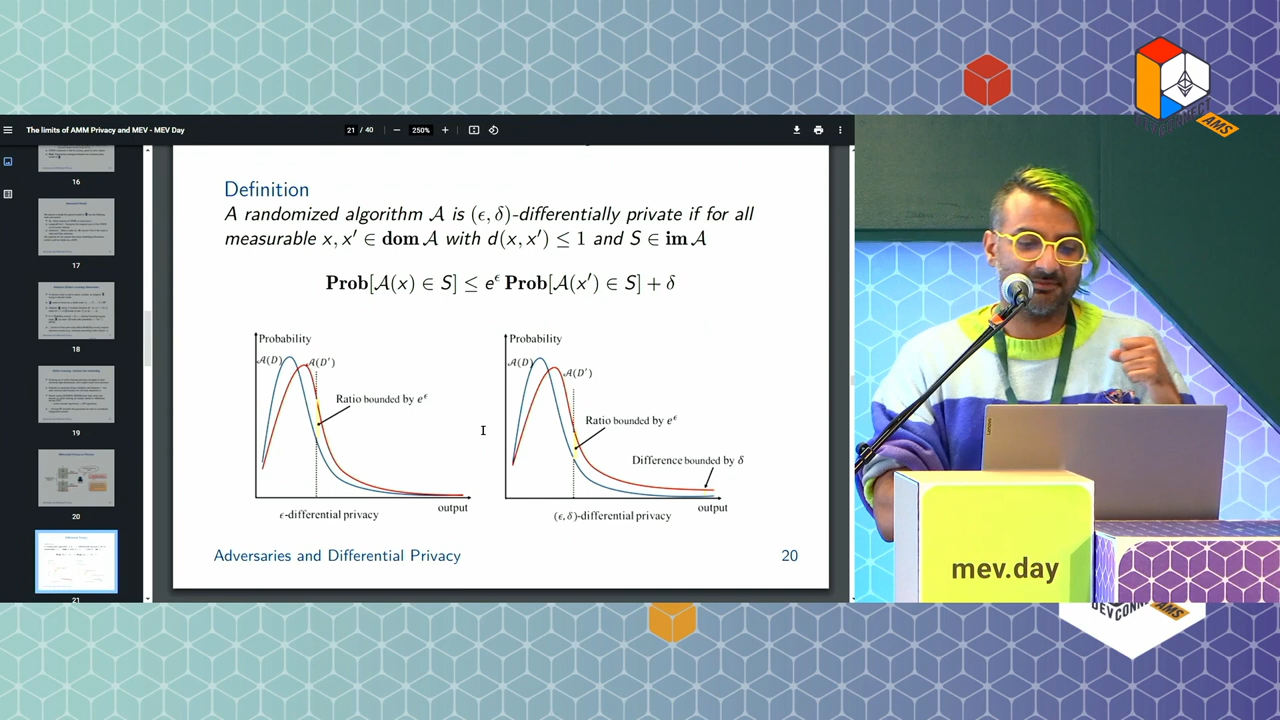 The limits of AMM Privacy and MEV - MEV Day
21 / 40
250%
16
17
18
19
20
21
Definition
A randomized algorithm 𝒜 is (ϵ, δ)-differentially private if for all
measurable x, x′ ∈ dom 𝒜 with d(x, x′) ≤ 1 and S ∈ im 𝒜
Prob[𝒜(x) ∈ S] ≤ e^ϵ Prob[𝒜(x′) ∈ S] + δ
Probability
𝒜(D)
𝒜(D′)
Ratio bounded by e^ϵ
output
ϵ-differential privacy
Probability
𝒜(D)
𝒜(D′)
Ratio bounded by e^ϵ
Difference bounded by δ
output
(ϵ, δ)-differential privacy
Adversaries and Differential Privacy
20
DEVCONNECT
AMS
mev.day
DEVCONN
AMS